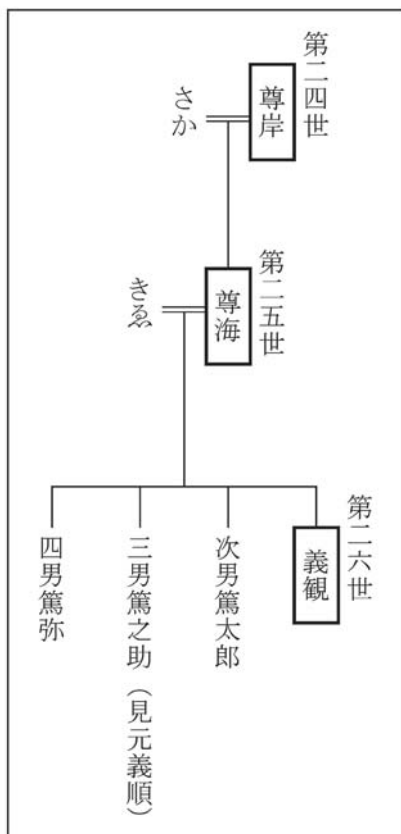 第二四世
尊岸
さか
第二五世
尊海
きゑ
第二六世
義観
次男篤太郎
三男篤之助（見元義順）
四男篤弥